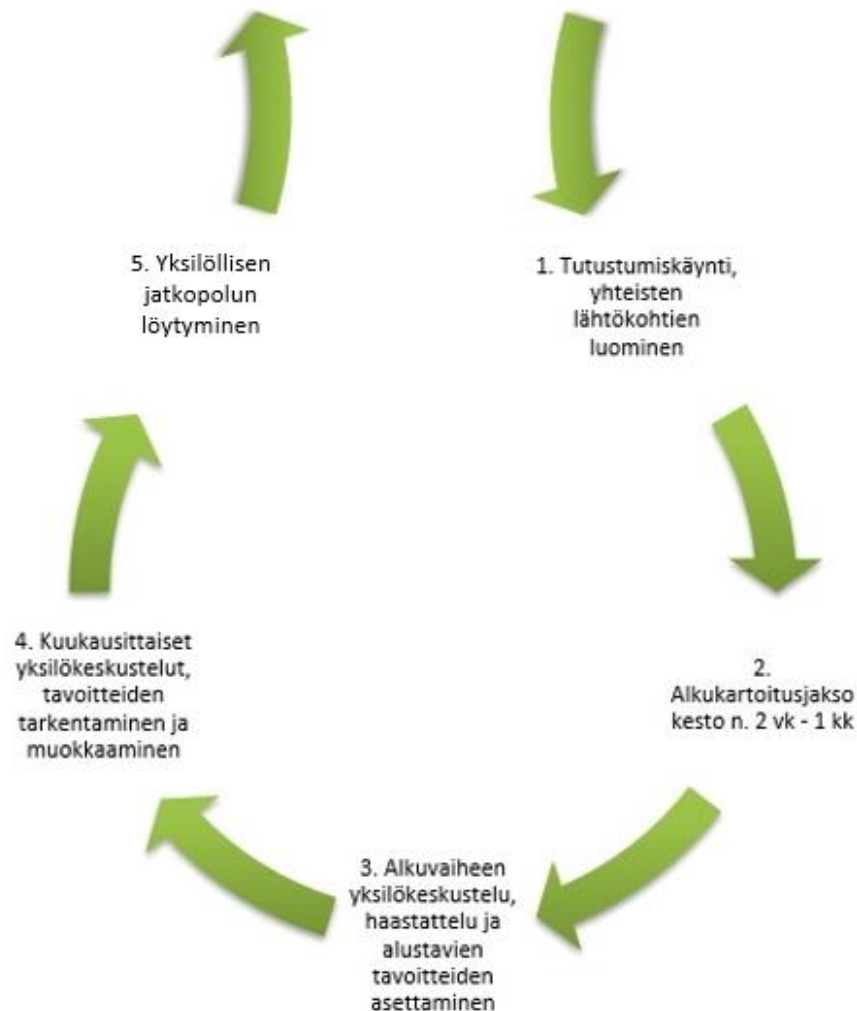 1. Tutustumiskäynti,
yhteisten
lähtökohtien
luominen
2.
Alkukartoitusjakso
kesto n. 2 vk - 1 kk
3. Alkuvaiheen
yksilökeskustelu,
haastattelu ja
alustavien
tavoitteiden
asettaminen
4. Kuukausittaiset
yksilökeskustelut,
tavoitteiden
tarkentaminen ja
muokkaaminen
5. Yksilöllisen
jatkopolun
löytyminen